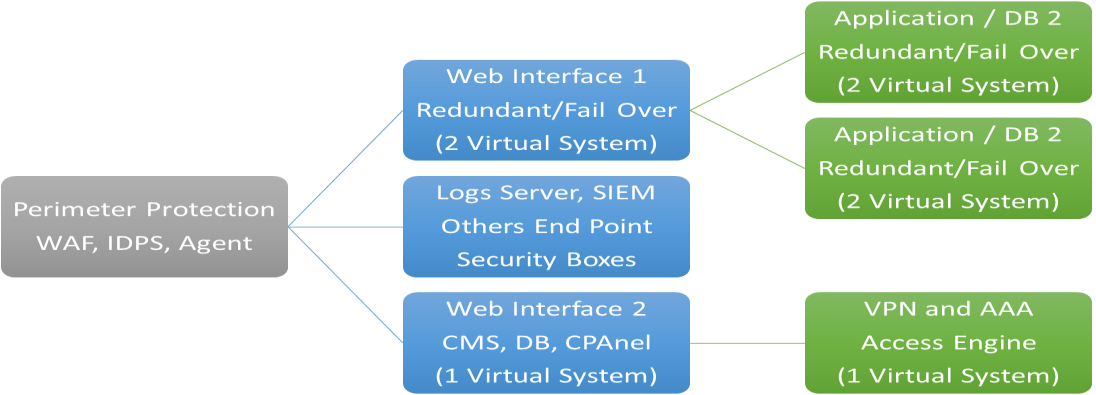 Perimeter Protection
WAF, IDPS, Agent
Web Interface 1
Redundant/Fail Over
(2 Virtual System)
Logs Server, SIEM
Others End Point
Security Boxes
Web Interface 2
CMS, DB, CPAnel
(1 Virtual System)
Application / DB 2
Redundant/Fail Over
(2 Virtual System)
Application / DB 2
Redundant/Fail Over
(2 Virtual System)
VPN and AAA
Access Engine
(1 Virtual System)